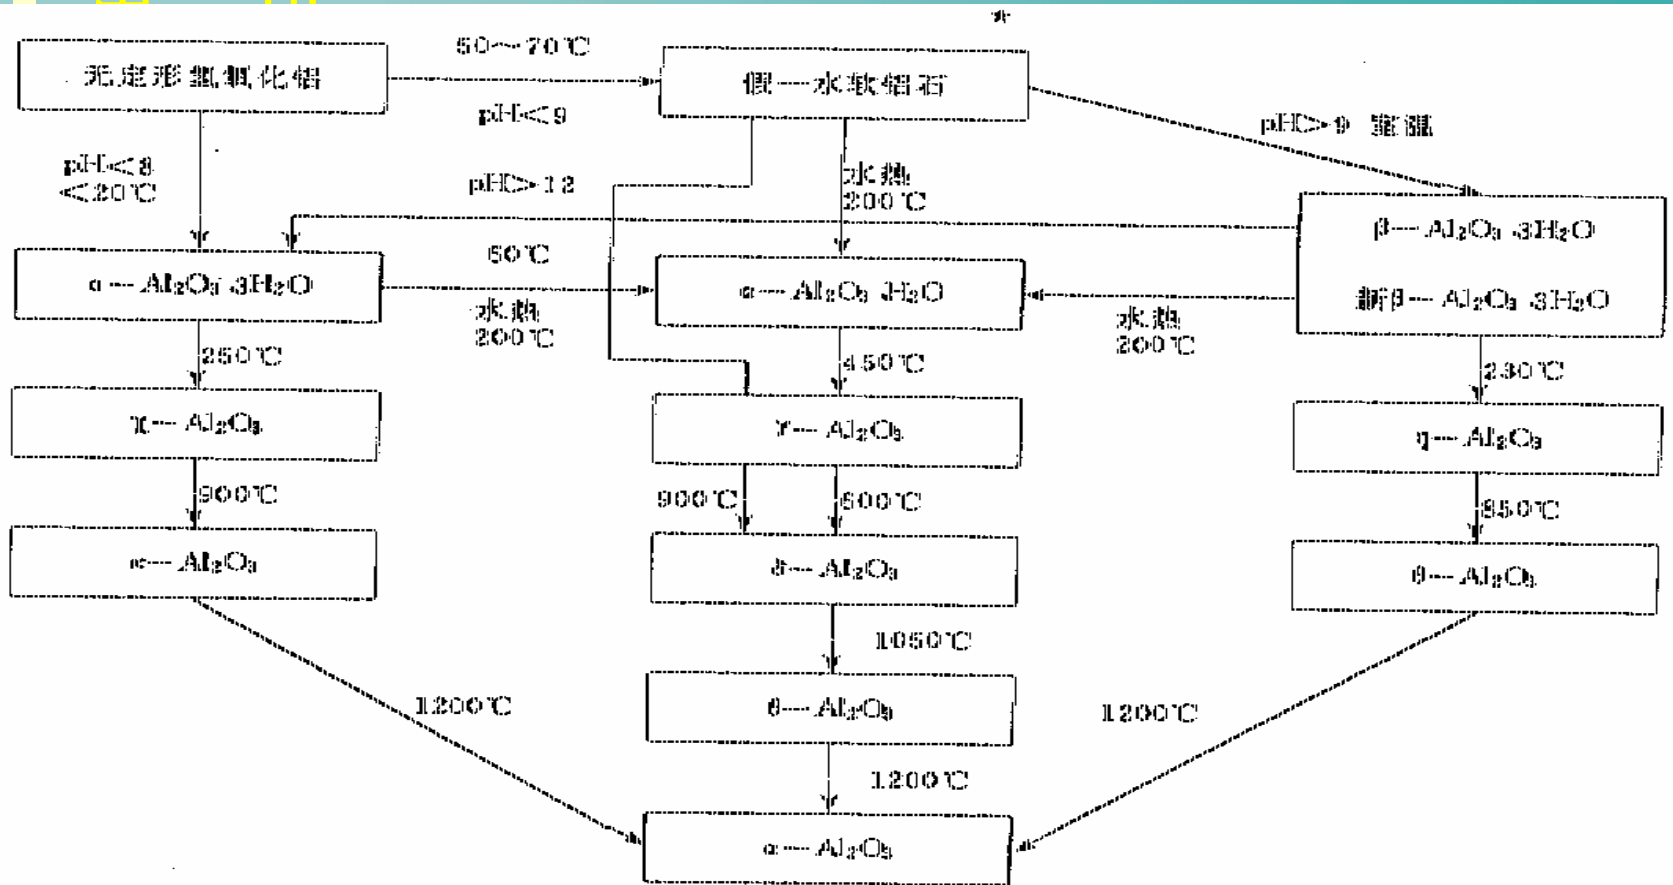 50~70℃
无定形氢氧化铝
假一水软铝石
pH<9
pH>9 室温
pH<8
<20℃
pH>12
水热
200℃
β—Al₂O₃ 3H₂O
60℃
α—Al₂O₃ 3H₂O
α—Al₂O₃ H₂O
新β—Al₂O₃ 3H₂O
水热
200℃
水热
200℃
250℃
450℃
230℃
χ—Al₂O₃
γ—Al₂O₃
η—Al₂O₃
900℃
900℃
600℃
850℃
Al₂O₃
δ—Al₂O₃
θ—Al₂O₃
1050℃
1200℃
θ—Al₂O₃
1200℃
1200℃
α—Al₂O₃